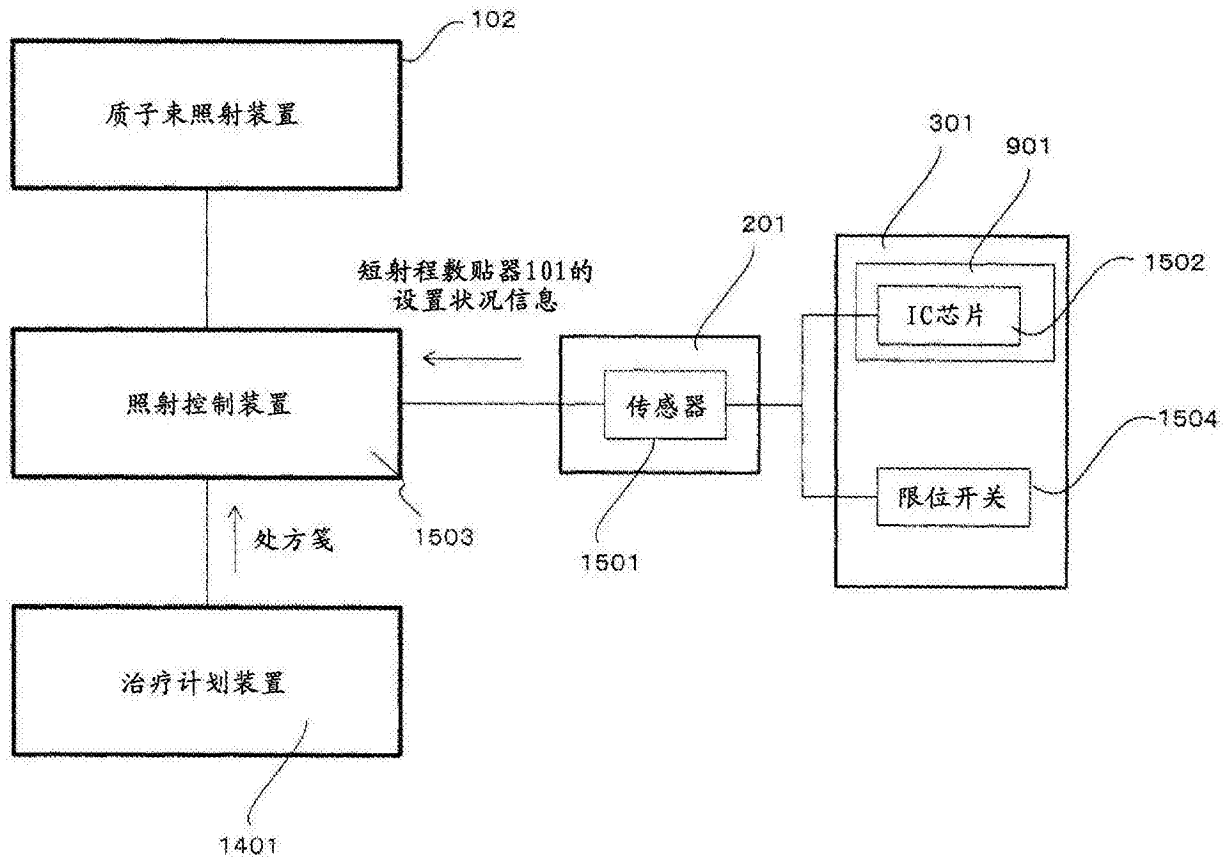 102
质子束照射装置
301
901
201
1502
短射程敷贴器101的
设置状况信息
IC芯片
照射控制装置
传感器
1504
限位开关
1503
处方笺
1501
治疗计划装置
1401